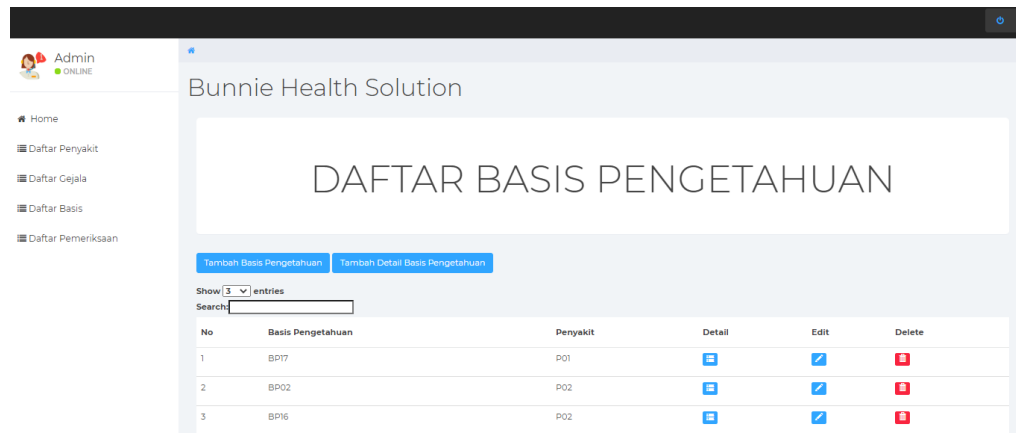 Admin
ONLINE
Home
Daftar Penyakit
Daftar Gejala
Daftar Basis
Daftar Pemeriksaan
Bunnie Health Solution
DAFTAR BASIS PENGETAHUAN
Tambah Basis Pengetahuan Tambah Detail Basis Pengetahuan
Show 3 entries
Search:
No Basis Pengetahuan Penyakit Detail Edit Delete
1 BP17 P01
2 BP02 P02
3 BP16 P02